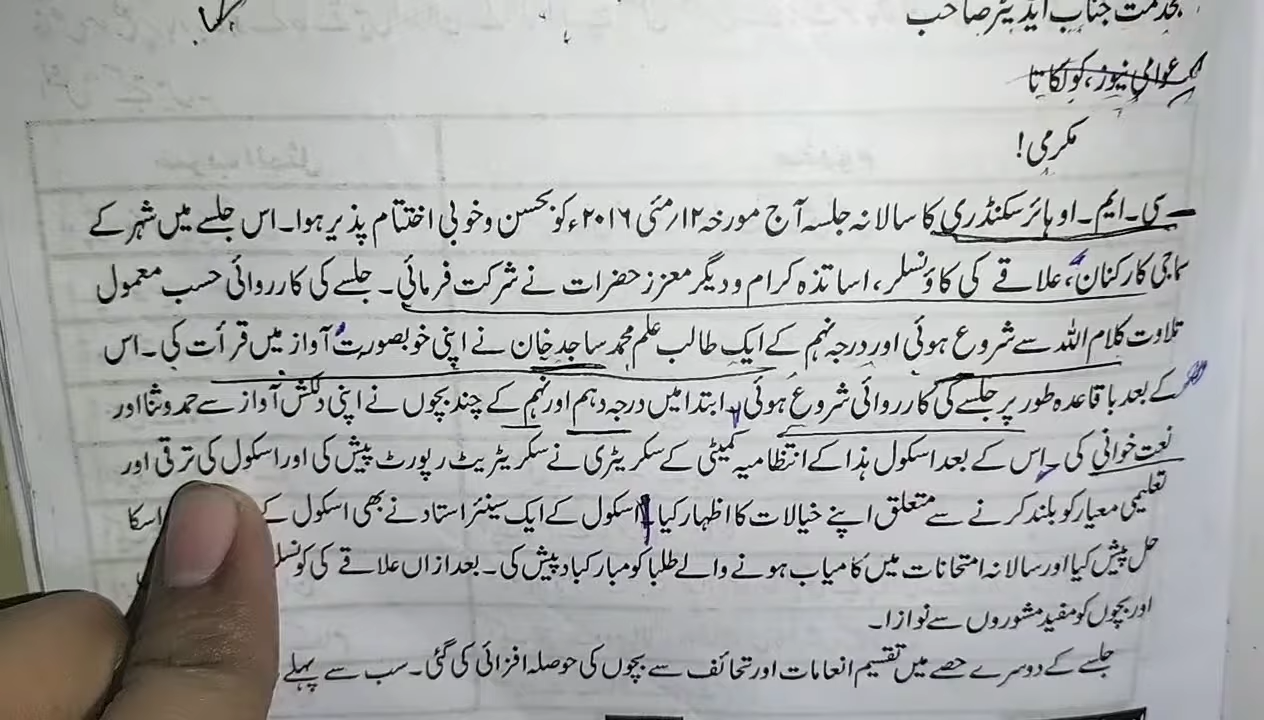 بخدمت جناب ایڈیٹر صاحب
عوامی نیوز، کولکاتا
مکرمی!
سی۔ایم۔او ہائر سکنڈری کا سالانہ جلسہ آج مورخہ ۱۲؍مئی ۲۰۱۶ء کو بحسن و خوبی اختتام پذیر ہوا۔ اس جلسے میں شہر کے
سماجی کارکنان، علاقے کی کاؤنسلر، اساتذہ کرام و دیگر معزز حضرات نے شرکت فرمائی۔ جلسے کی کارروائی حسب معمول
تلاوت کلام اللہ سے شروع ہوئی اور درجہ نہم کے ایک طالب علم محمد ساجد خان نے اپنی خوبصورت آواز میں قرأت کی۔ اس
کے بعد باقاعدہ طور پر جلسے کی کارروائی شروع ہوئی۔ ابتدا میں درجہ دہم اور نہم کے چند بچوں نے اپنی دلکش آواز سے حمد و ثنا اور
نعت خوانی کی۔ اس کے بعد اسکول ہذا کے انتظامیہ کمیٹی کے سکریٹری نے سکریٹریٹ رپورٹ پیش کی اور اسکول کی ترقی اور
تعلیمی معیار کو بلند کرنے سے متعلق اپنے خیالات کا اظہار کیا۔ اسکول کے ایک سینئر استاد نے بھی اسکول کے اسکا
حل پیش کیا اور سالانہ امتحانات میں کامیاب ہونے والے طلبا کو مبارکباد پیش کی۔ بعد ازاں علاقے کی کونسلر
اور بچوں کو مفید مشوروں سے نوازا۔
جلسے کے دوسرے حصے میں تقسیم انعامات اور تحائف سے بچوں کی حوصلہ افزائی کی گئی۔ سب سے پہلے